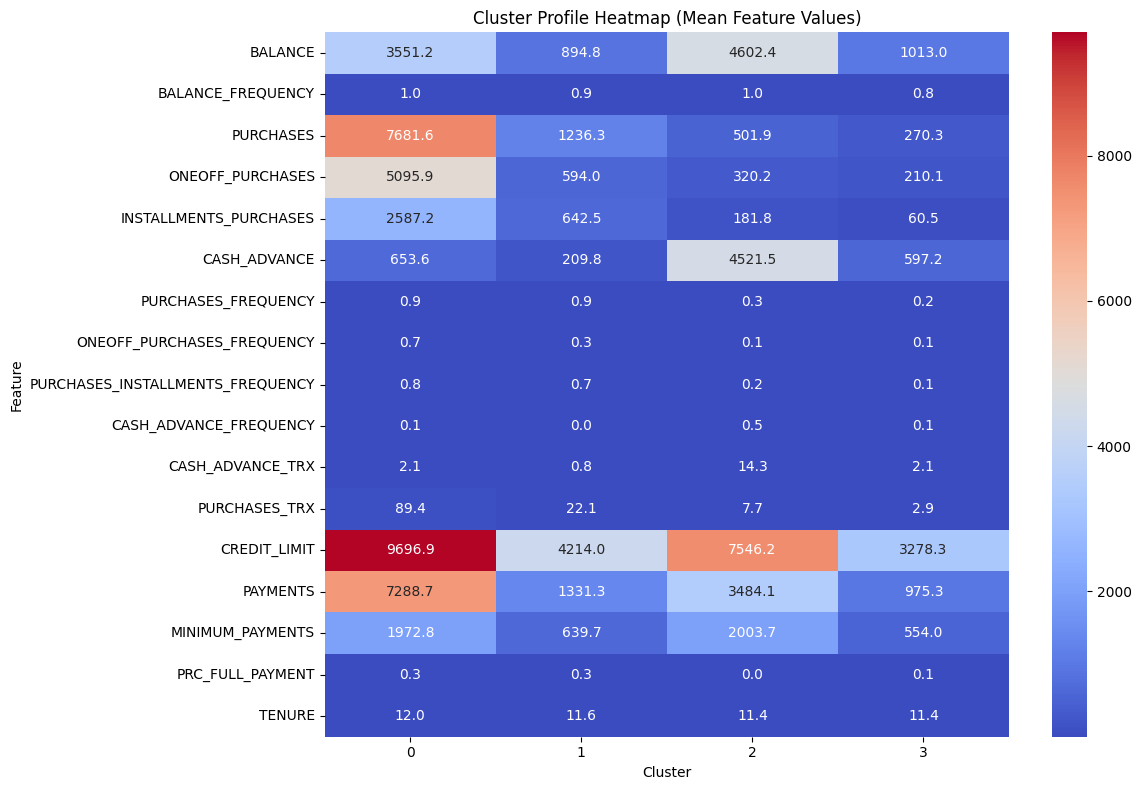 Cluster Profile Heatmap (Mean Feature Values)
BALANCE 3551.2 894.8 4602.4 1013.0
BALANCE_FREQUENCY 1.0 0.9 1.0 0.8
PURCHASES 7681.6 1236.3 501.9 270.3
ONEOFF_PURCHASES 5095.9 594.0 320.2 210.1
INSTALLMENTS_PURCHASES 2587.2 642.5 181.8 60.5
CASH_ADVANCE 653.6 209.8 4521.5 597.2
PURCHASES_FREQUENCY 0.9 0.9 0.3 0.2
ONEOFF_PURCHASES_FREQUENCY 0.7 0.3 0.1 0.1
PURCHASES_INSTALLMENTS_FREQUENCY 0.8 0.7 0.2 0.1
CASH_ADVANCE_FREQUENCY 0.1 0.0 0.5 0.1
CASH_ADVANCE_TRX 2.1 0.8 14.3 2.1
PURCHASES_TRX 89.4 22.1 7.7 2.9
CREDIT_LIMIT 9696.9 4214.0 7546.2 3278.3
PAYMENTS 7288.7 1331.3 3484.1 975.3
MINIMUM_PAYMENTS 1972.8 639.7 2003.7 554.0
PRC_FULL_PAYMENT 0.3 0.3 0.0 0.1
TENURE 12.0 11.6 11.4 11.4
0 1 2 3
Cluster
Feature
8000
6000
4000
2000